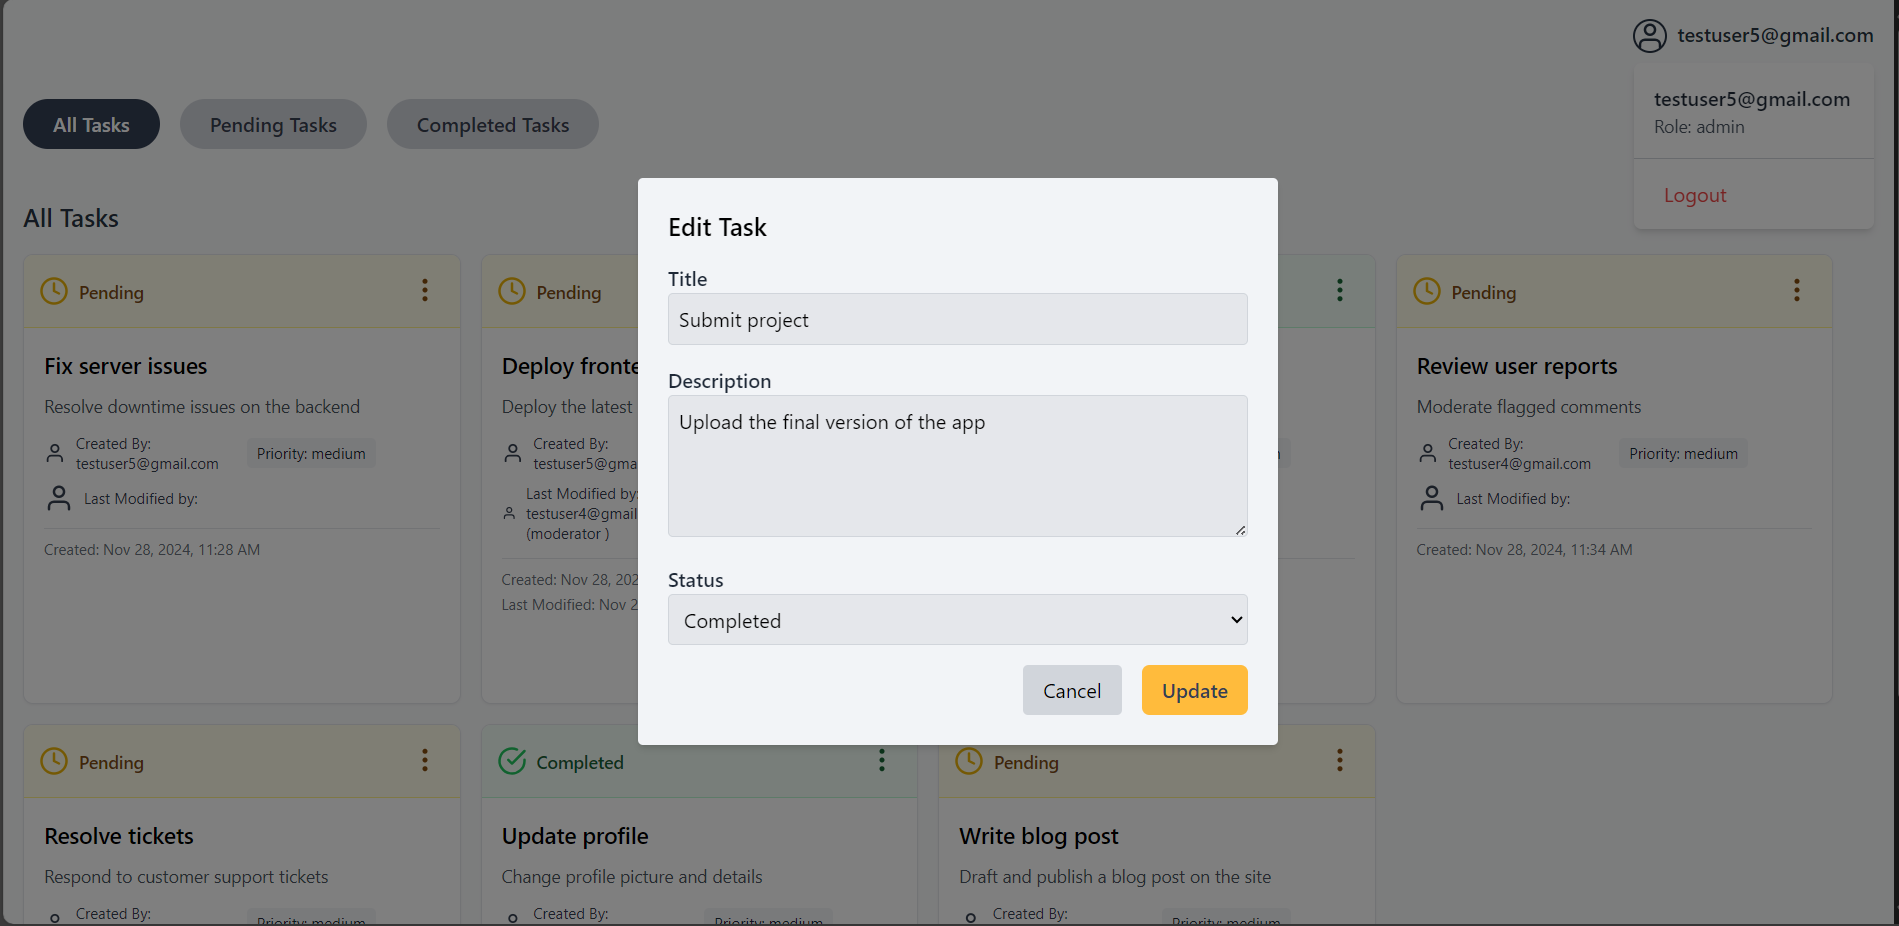 testuser5@gmail.com
testuser5@gmail.com
Role: admin
Logout
All Tasks
Pending Tasks
Completed Tasks
All Tasks
Edit Task
Title
Submit project
Description
Upload the final version of the app
Status
Completed
Cancel
Update
Pending
Fix server issues
Resolve downtime issues on the backend
Created By:
testuser5@gmail.com
Priority: medium
Last Modified by:
Created: Nov 28, 2024, 11:28 AM
Pending
Deploy fronte
Deploy the latest
Created By:
testuser5@gma
Last Modified by:
testuser4@gmail
(moderator )
Created: Nov 28, 202
Last Modified: Nov 2
Pending
Review user reports
Moderate flagged comments
Created By:
testuser4@gmail.com
Priority: medium
Last Modified by:
Created: Nov 28, 2024, 11:34 AM
Pending
Resolve tickets
Respond to customer support tickets
Created By:
Priority: medium
Completed
Update profile
Change profile picture and details
Created By:
Priority: medium
Pending
Write blog post
Draft and publish a blog post on the site
Created By:
Priority: medium